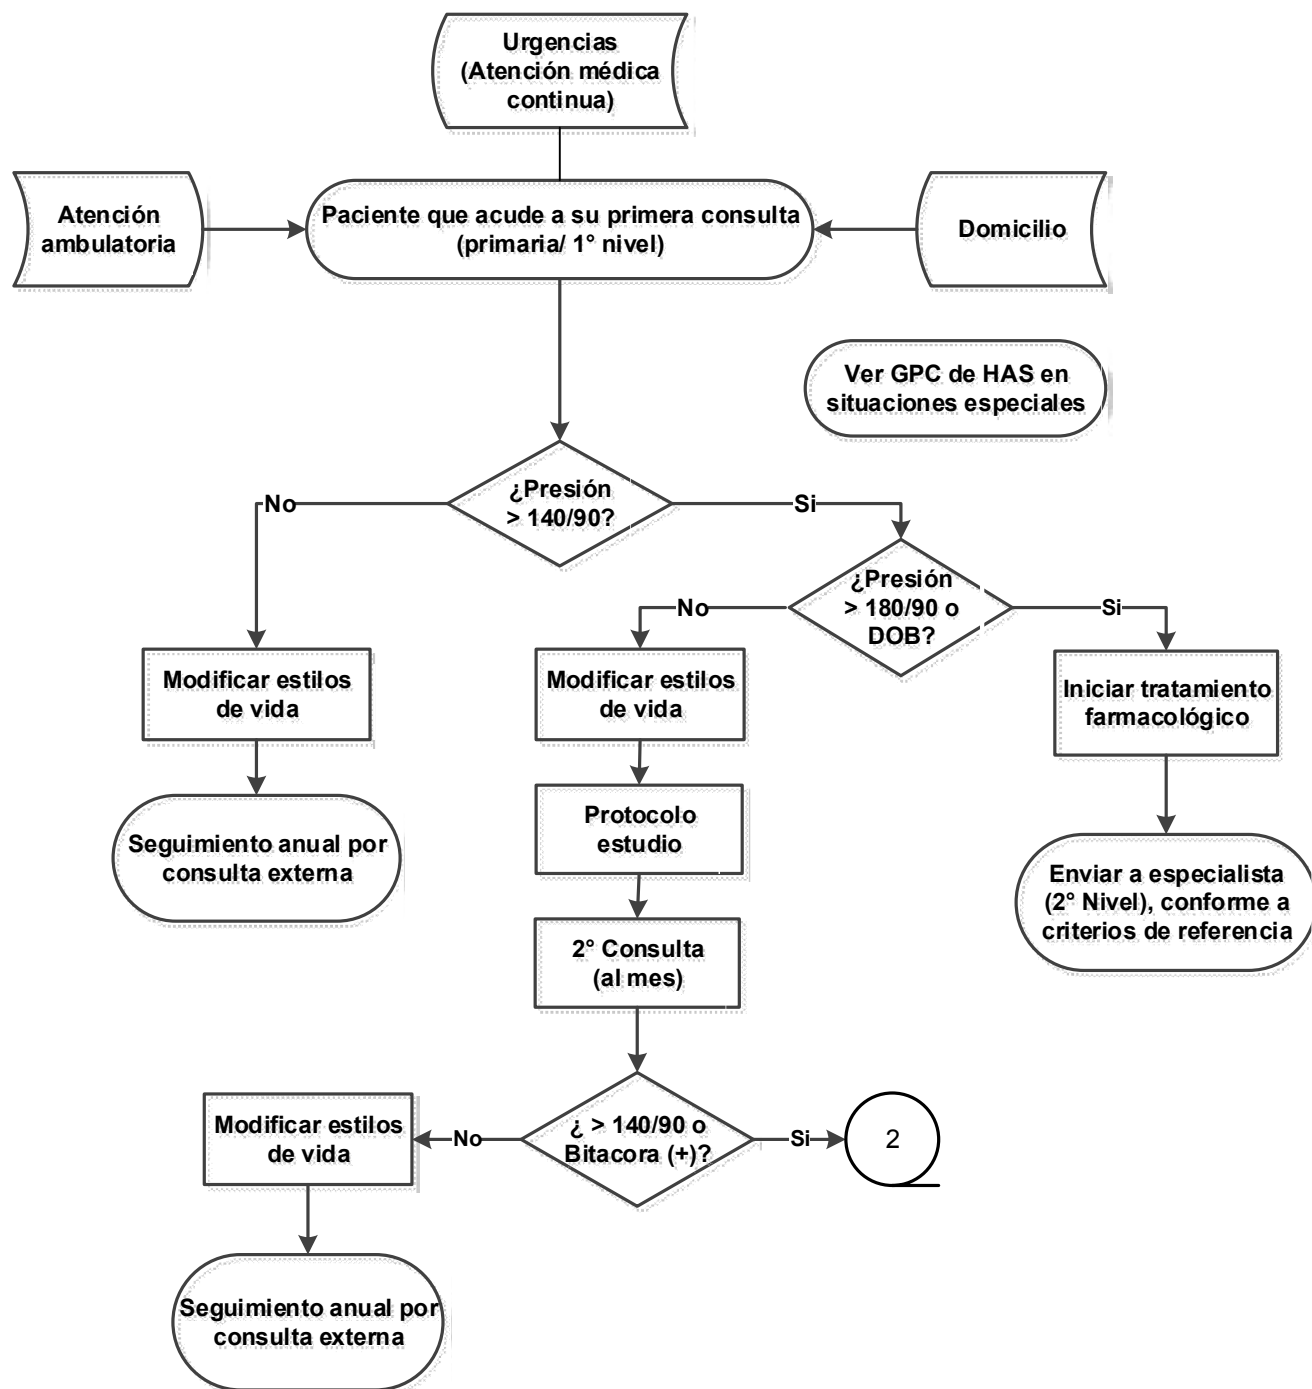 Urgencias
(Atención médica
continua)
Atención
ambulatoria
Paciente que acude a su primera consulta
(primaria/ 1° nivel)
Domicilio
Ver GPC de HAS en
situaciones especiales
¿Presión
> 140/90?
No
Si
¿Presión
> 180/90 o
DOB?
No
Si
Modificar estilos
de vida
Modificar estilos
de vida
Iniciar tratamiento
farmacológico
Seguimiento anual por
consulta externa
Protocolo
estudio
Enviar a especialista
(2° Nivel), conforme a
criterios de referencia
2° Consulta
(al mes)
¿ > 140/90 o
Bitacora (+)?
No
Si
2
Modificar estilos
de vida
Seguimiento anual por
consulta externa